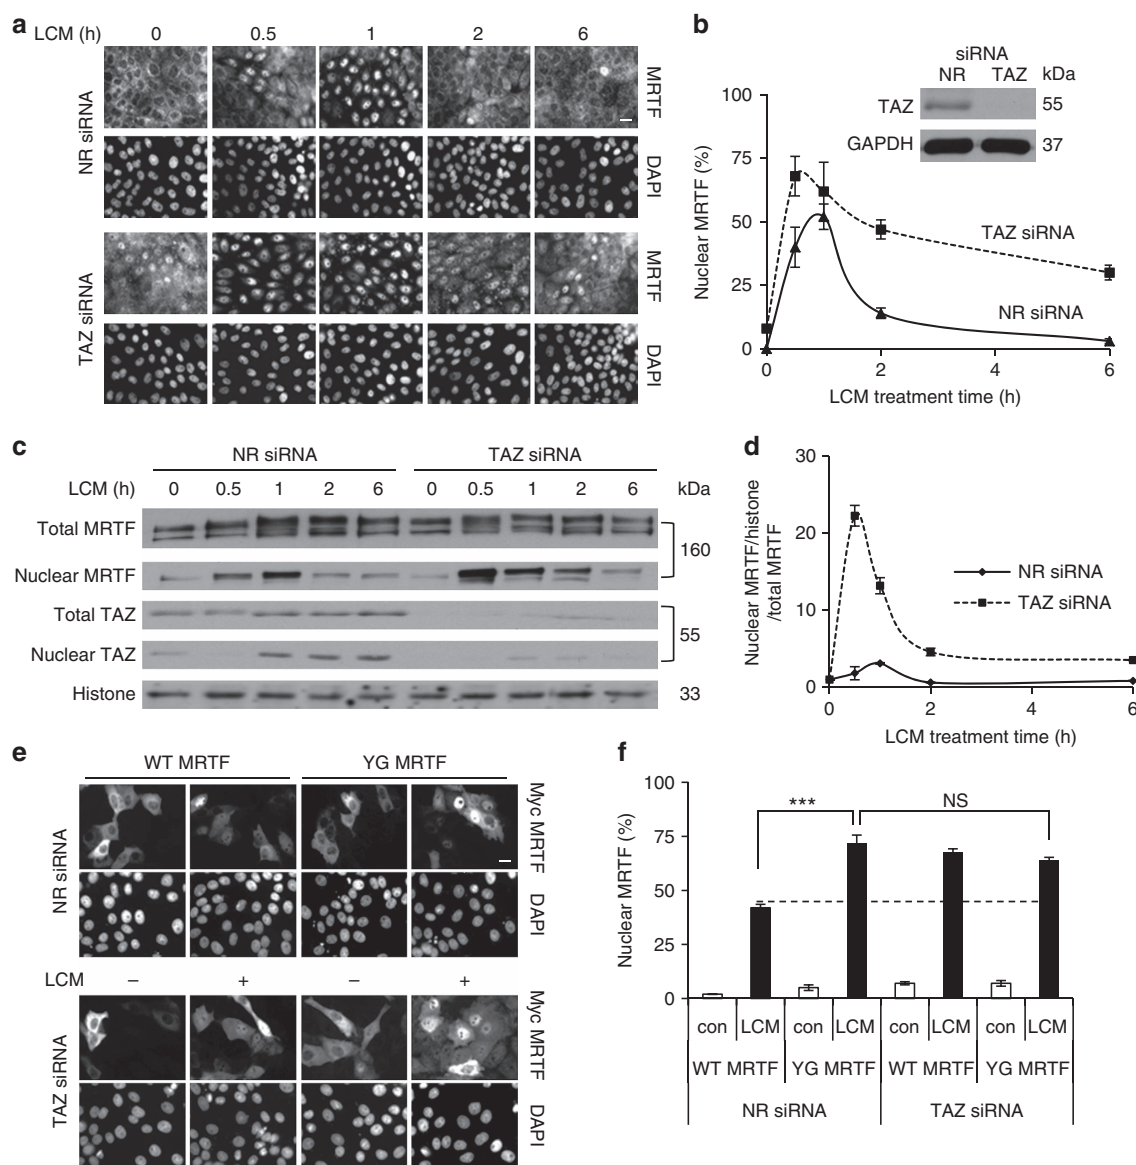 a
LCM (h) 0 0.5 1 2 6
NR siRNA
MRTF
DAPI
TAZ siRNA
MRTF
DAPI
b
siRNA
NR TAZ kDa
TAZ 55
GAPDH 37
Nuclear MRTF (%)
100
75
50
25
0
TAZ siRNA
NR siRNA
0 2 4 6
LCM treatment time (h)
c
NR siRNA TAZ siRNA
LCM (h) 0 0.5 1 2 6 0 0.5 1 2 6 kDa
Total MRTF
160
Nuclear MRTF
Total TAZ
55
Nuclear TAZ
Histone 33
d
Nuclear MRTF/histone
/total MRTF
30
20
10
0
NR siRNA
TAZ siRNA
0 2 4 6
LCM treatment time (h)
e
WT MRTF YG MRTF
NR siRNA
Myc MRTF
DAPI
LCM – + – +
TAZ siRNA
Myc MRTF
DAPI
f
Nuclear MRTF (%)
100
75
50
25
0
*** NS
con LCM con LCM con LCM con LCM
WT MRTF YG MRTF WT MRTF YG MRTF
NR siRNA TAZ siRNA